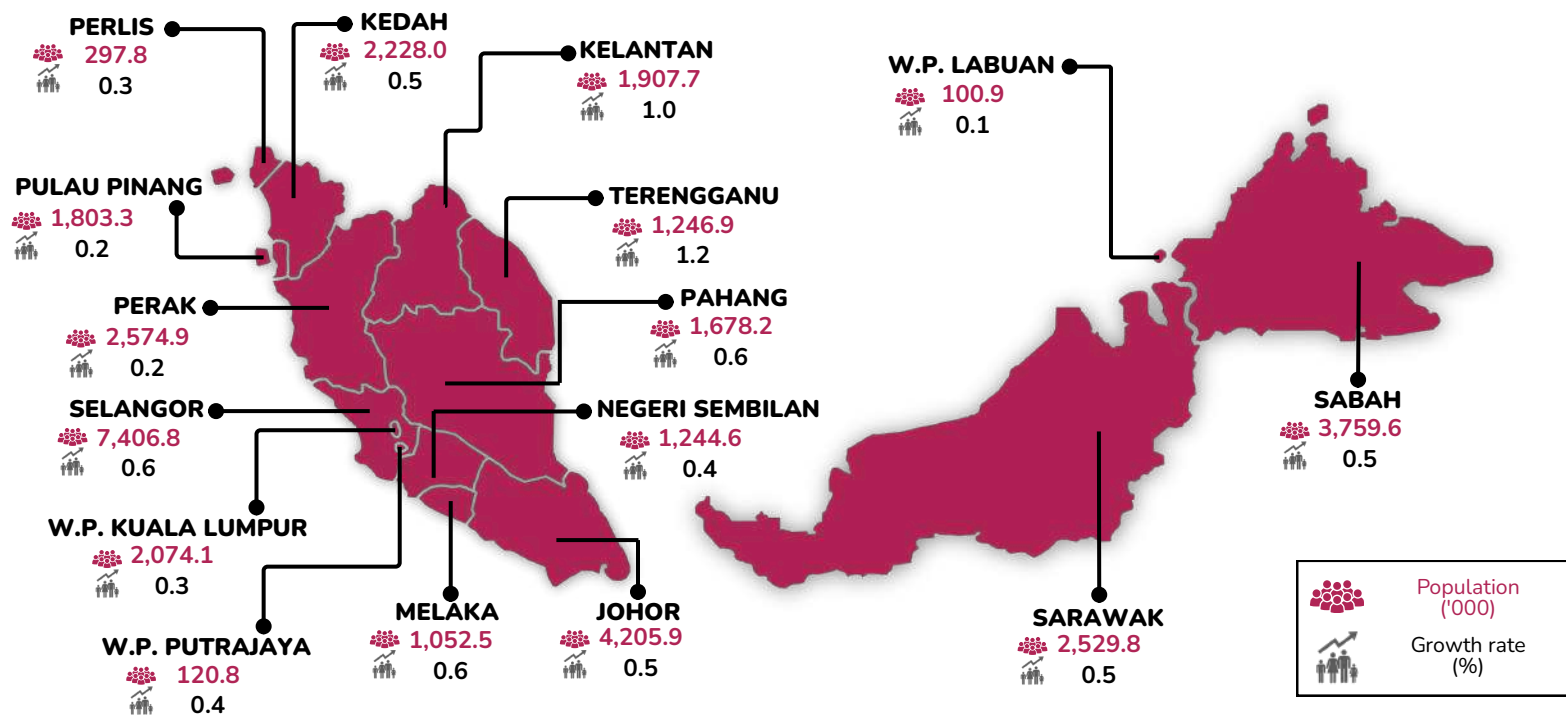 PERLIS
297.8
0.3
KEDAH
2,228.0
0.5
KELANTAN
1,907.7
1.0
W.P. LABUAN
100.9
0.1
PULAU PINANG
1,803.3
0.2
TERENGGANU
1,246.9
1.2
PERAK
2,574.9
0.2
PAHANG
1,678.2
0.6
SELANGOR
7,406.8
0.6
NEGERI SEMBILAN
1,244.6
0.4
SABAH
3,759.6
0.5
W.P. KUALA LUMPUR
2,074.1
0.3
W.P. PUTRAJAYA
120.8
0.4
MELAKA
1,052.5
0.6
JOHOR
4,205.9
0.5
SARAWAK
2,529.8
0.5
Population
('000)
Growth rate
(%)